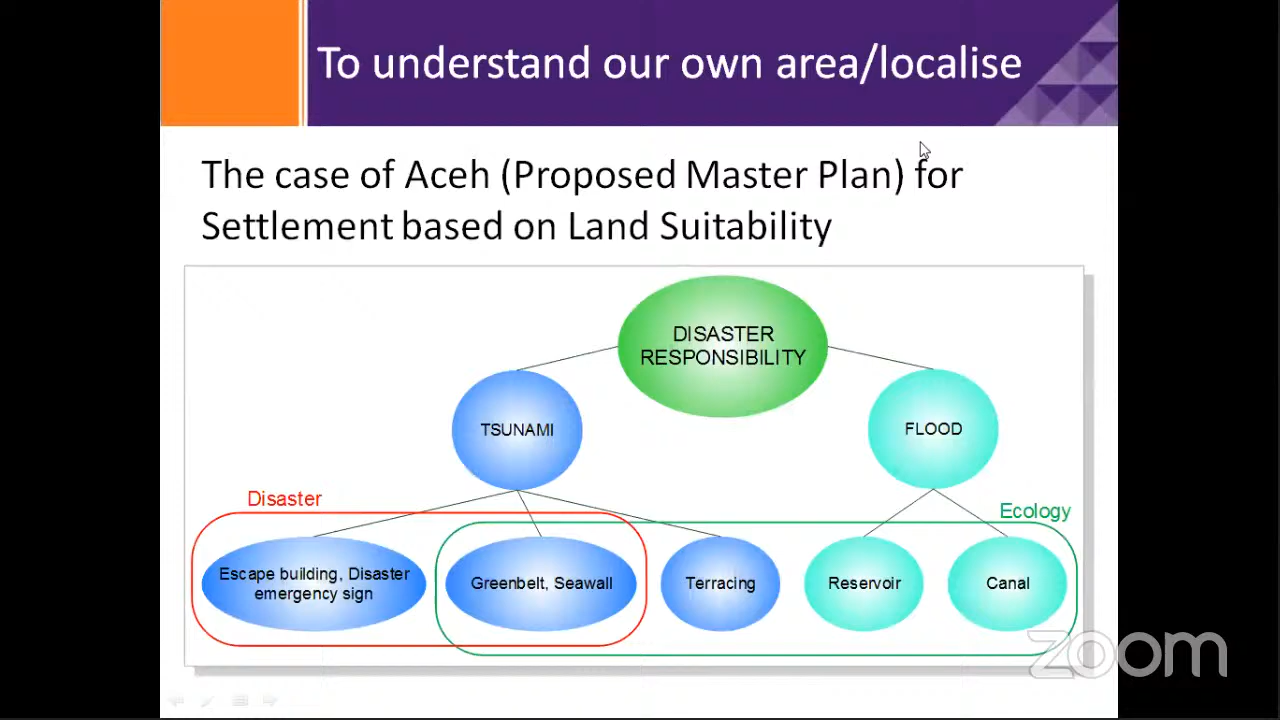 To understand our own area/localise
The case of Aceh (Proposed Master Plan) for
Settlement based on Land Suitability
DISASTER
RESPONSIBILITY
TSUNAMI
FLOOD
Disaster
Ecology
Escape building, Disaster
emergency sign
Greenbelt, Seawall
Terracing
Reservoir
Canal
zoom